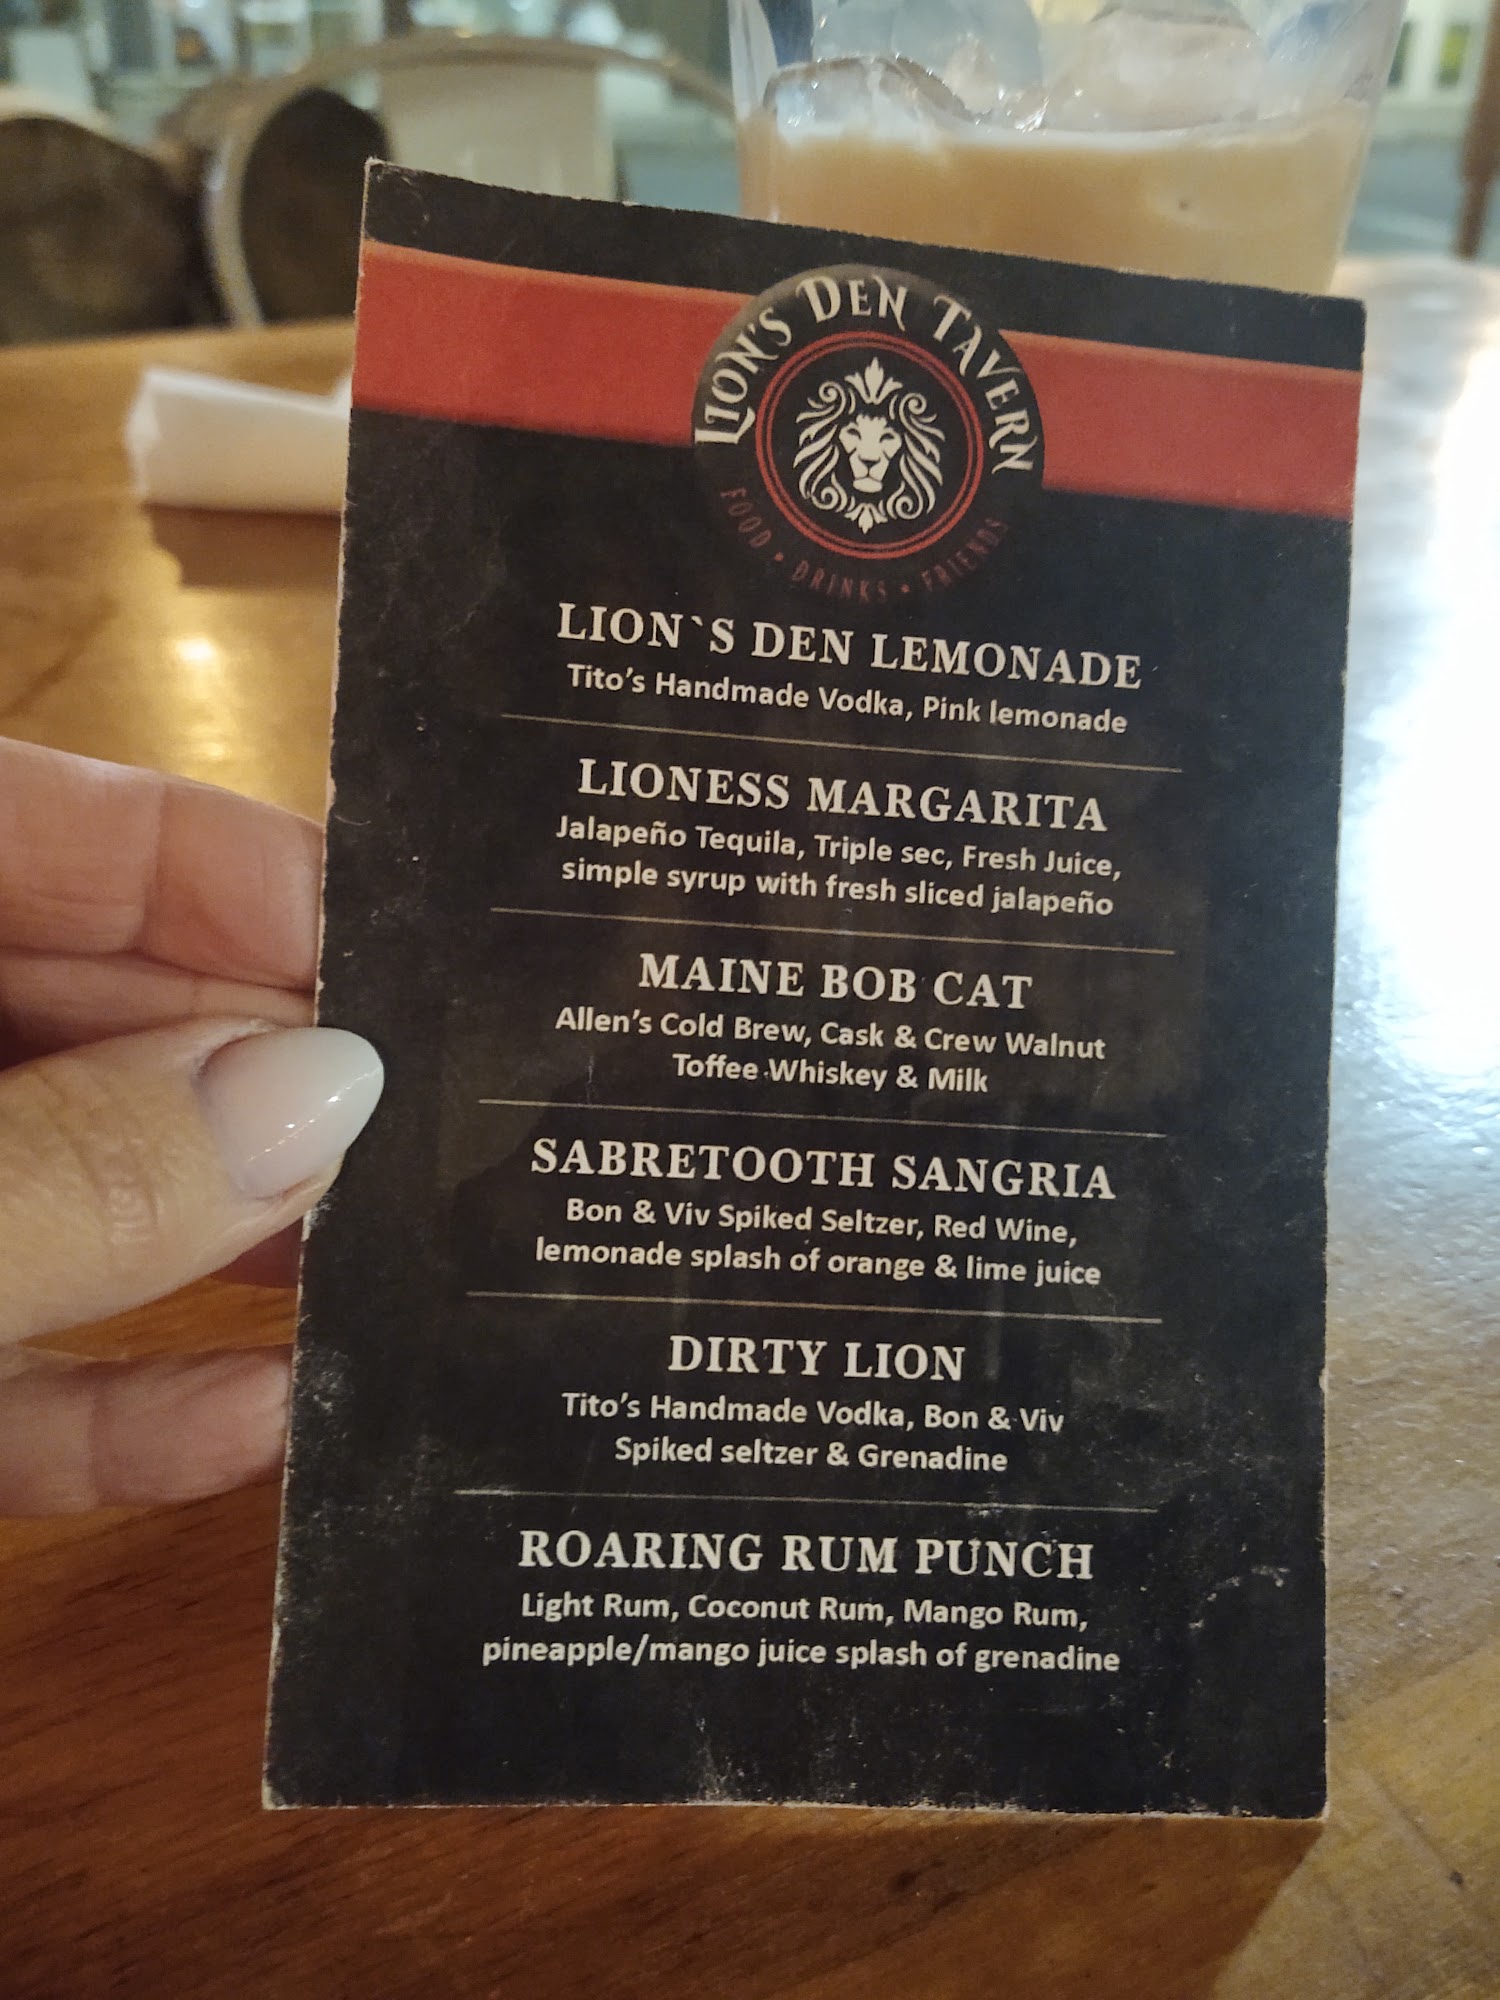 LION'S DEN TAVERN
FOOD • DRINKS • FRIENDS
LION`S DEN LEMONADE
Tito's Handmade Vodka, Pink lemonade
LIONESS MARGARITA
Jalapeño Tequila, Triple sec, Fresh Juice,
simple syrup with fresh sliced jalapeño
MAINE BOB CAT
Allen's Cold Brew, Cask & Crew Walnut
Toffee Whiskey & Milk
SABRETOOTH SANGRIA
Bon & Viv Spiked Seltzer, Red Wine,
lemonade splash of orange & lime juice
DIRTY LION
Tito's Handmade Vodka, Bon & Viv
Spiked seltzer & Grenadine
ROARING RUM PUNCH
Light Rum, Coconut Rum, Mango Rum,
pineapple/mango juice splash of grenadine